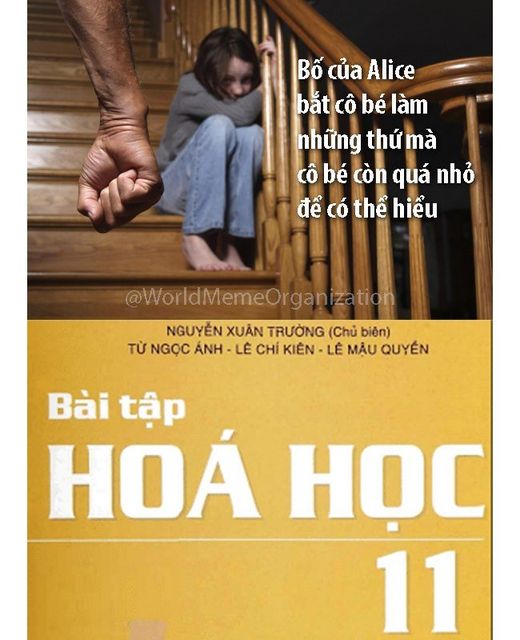 Bố của Alice
bắt cô bé làm
những thứ mà
cô bé còn quá nhỏ
để có thể hiểu
@WorldMemeOrganization
NGUYỄN XUÂN TRƯỜNG (Chủ biên)
TỪ NGỌC ÁNH - LÊ CHÍ KIÊN - LÊ MẬU QUYỀN
Bài tập
HOÁ HỌC
11